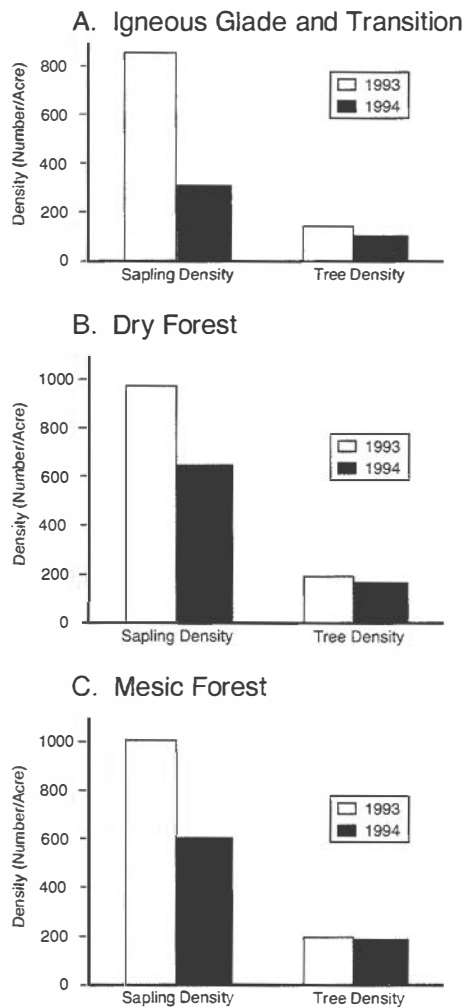 A. Igneous Glade and Transition
Density (Number/Acre)
800
600
400
200
0
1993
1994
Sapling Density
Tree Density
B. Dry Forest
Density (Number/Acre)
1000
800
600
400
200
0
1993
1994
Sapling Density
Tree Density
C. Mesic Forest
Density (Number/Acre)
1000
800
600
400
200
0
1993
1994
Sapling Density
Tree Density